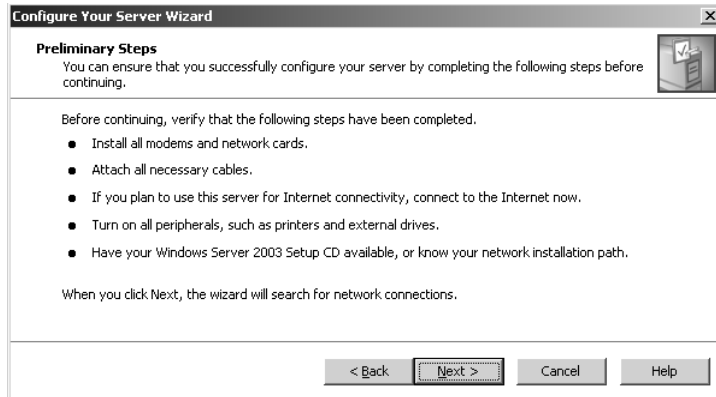 Configure Your Server Wizard
Preliminary Steps
You can ensure that you successfully configure your server by completing the following steps before
continuing.
Before continuing, verify that the following steps have been completed.
● Install all modems and network cards.
● Attach all necessary cables.
● If you plan to use this server for Internet connectivity, connect to the Internet now.
● Turn on all peripherals, such as printers and external drives.
● Have your Windows Server 2003 Setup CD available, or know your network installation path.
When you click Next, the wizard will search for network connections.
< Back Next > Cancel Help